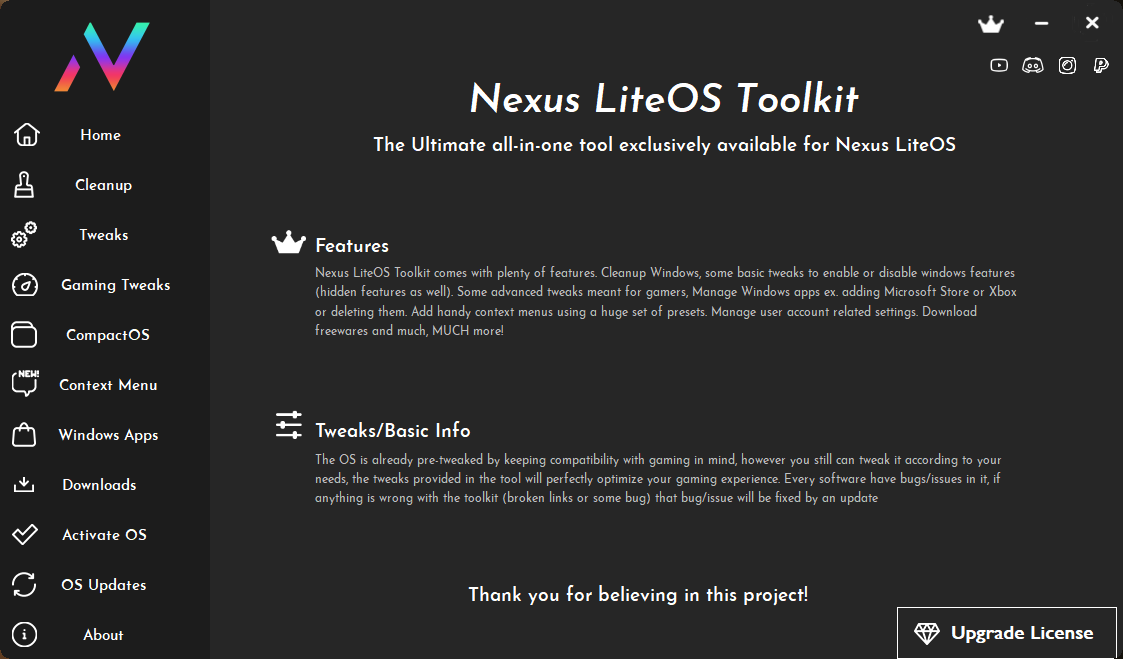 Nexus LiteOS Toolkit
The Ultimate all-in-one tool exclusively available for Nexus LiteOS
Home
Cleanup
Tweaks
Gaming Tweaks
CompactOS
NEW!
Context Menu
Windows Apps
Downloads
Activate OS
OS Updates
About
Features
Nexus LiteOS Toolkit comes with plenty of features. Cleanup Windows, some basic tweaks to enable or disable windows features
(hidden features as well). Some advanced tweaks meant for gamers, Manage Windows apps ex. adding Microsoft Store or Xbox
or deleting them. Add handy context menus using a huge set of presets. Manage user account related settings. Download
freewares and much, MUCH more!
Tweaks/Basic Info
The OS is already pre-tweaked by keeping compatibility with gaming in mind, however you still can tweak it according to your
needs, the tweaks provided in the tool will perfectly optimize your gaming experience. Every software have bugs/issues in it, if
anything is wrong with the toolkit (broken links or some bug) that bug/issue will be fixed by an update
Thank you for believing in this project!
Upgrade License